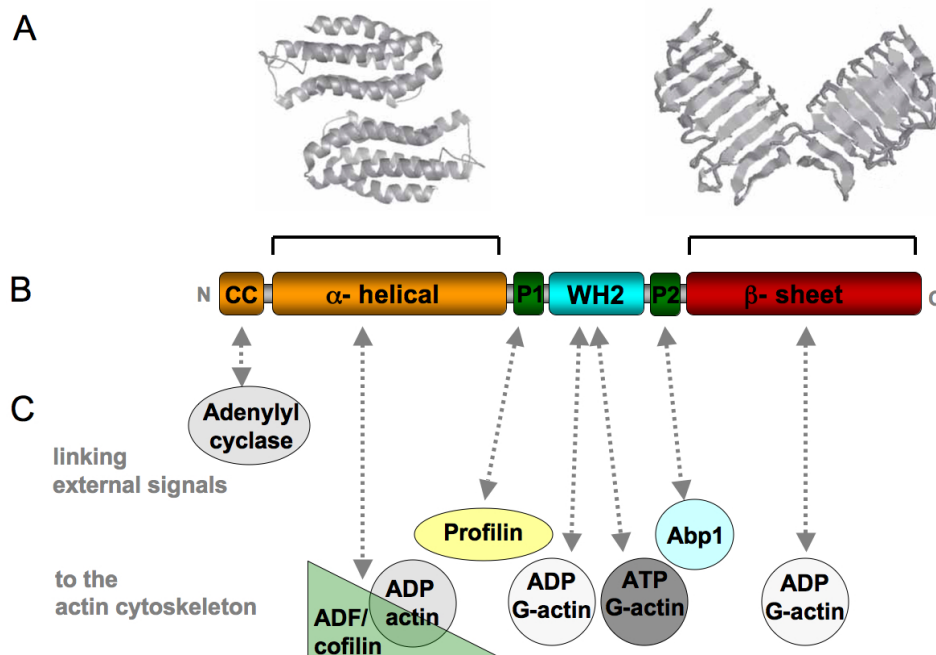 A
B
N
CC
α- helical
P1
WH2
P2
β- sheet
C
Adenylyl
cyclase
linking
external signals
Profilin
Abp1
to the
actin cytoskeleton
ADF/
cofilin
ADP
actin
ADP
G-actin
ATP
G-actin
ADP
G-actin